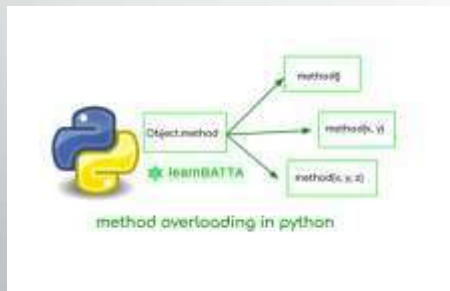 method()
Object.method
method(x, y)
learnBATTA
method(x, y, z)
method overloading in python